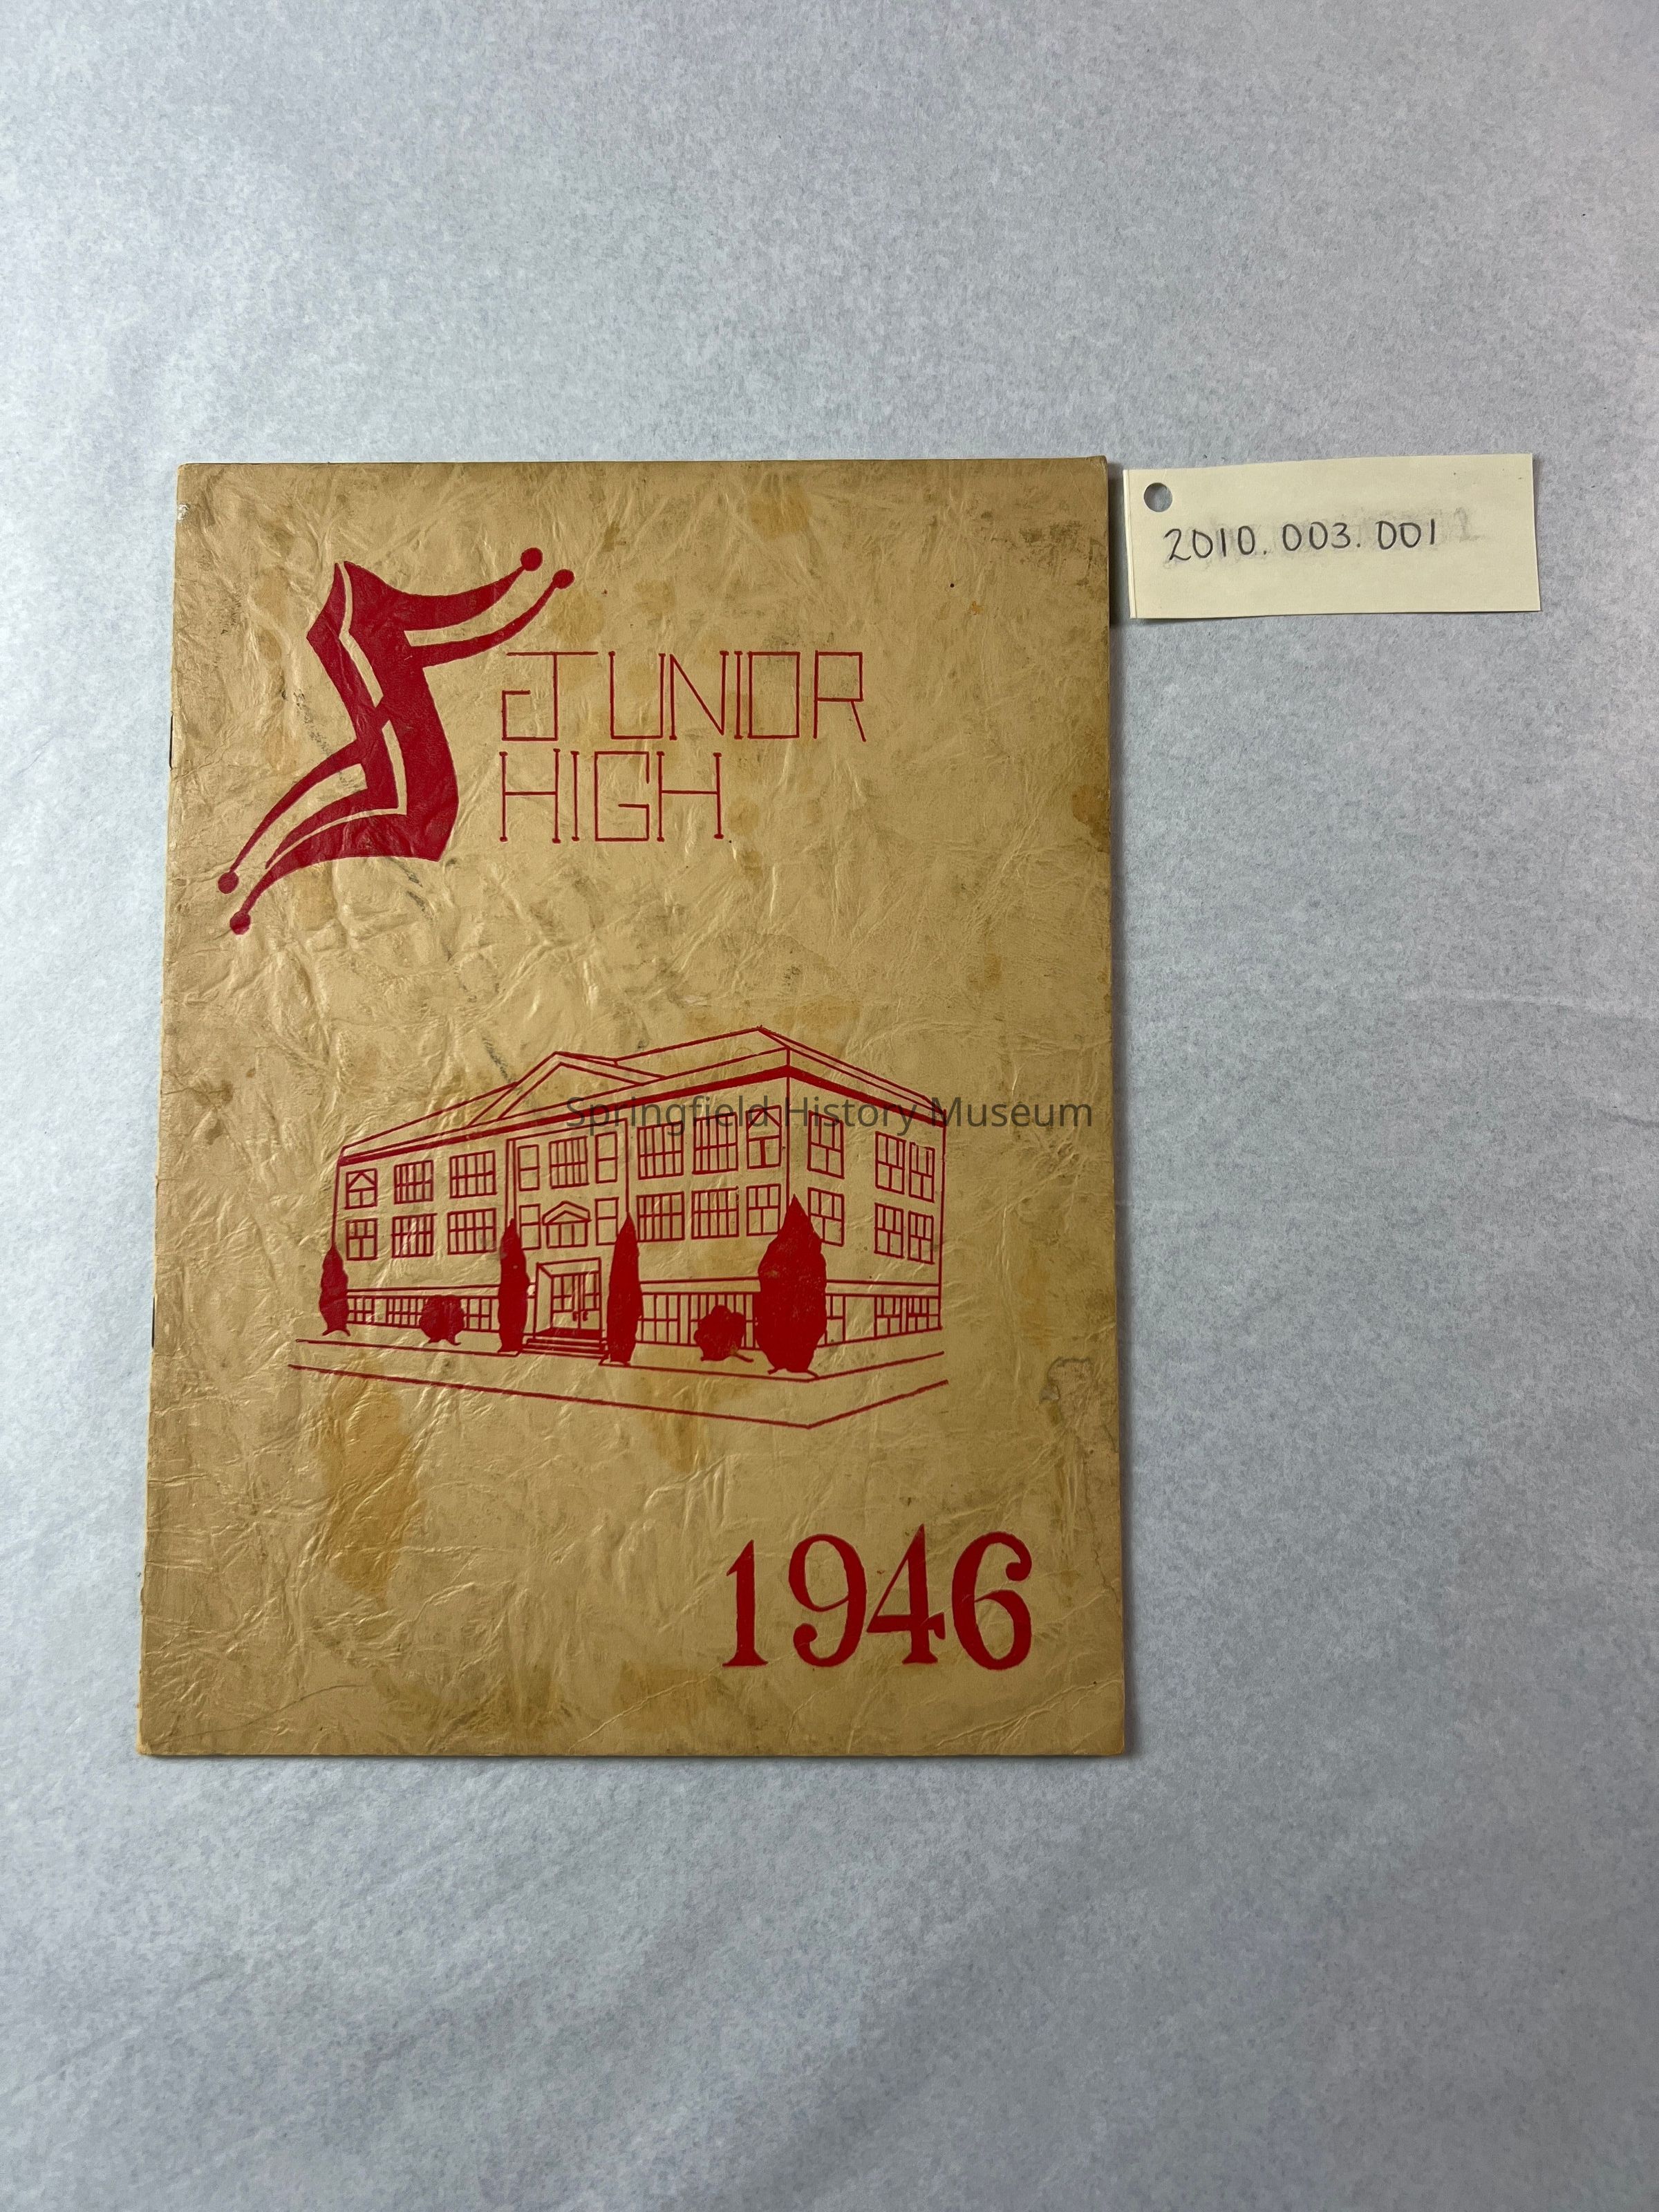 S JUNIOR
HIGH
2010.003.001
Springfield History Museum
1946